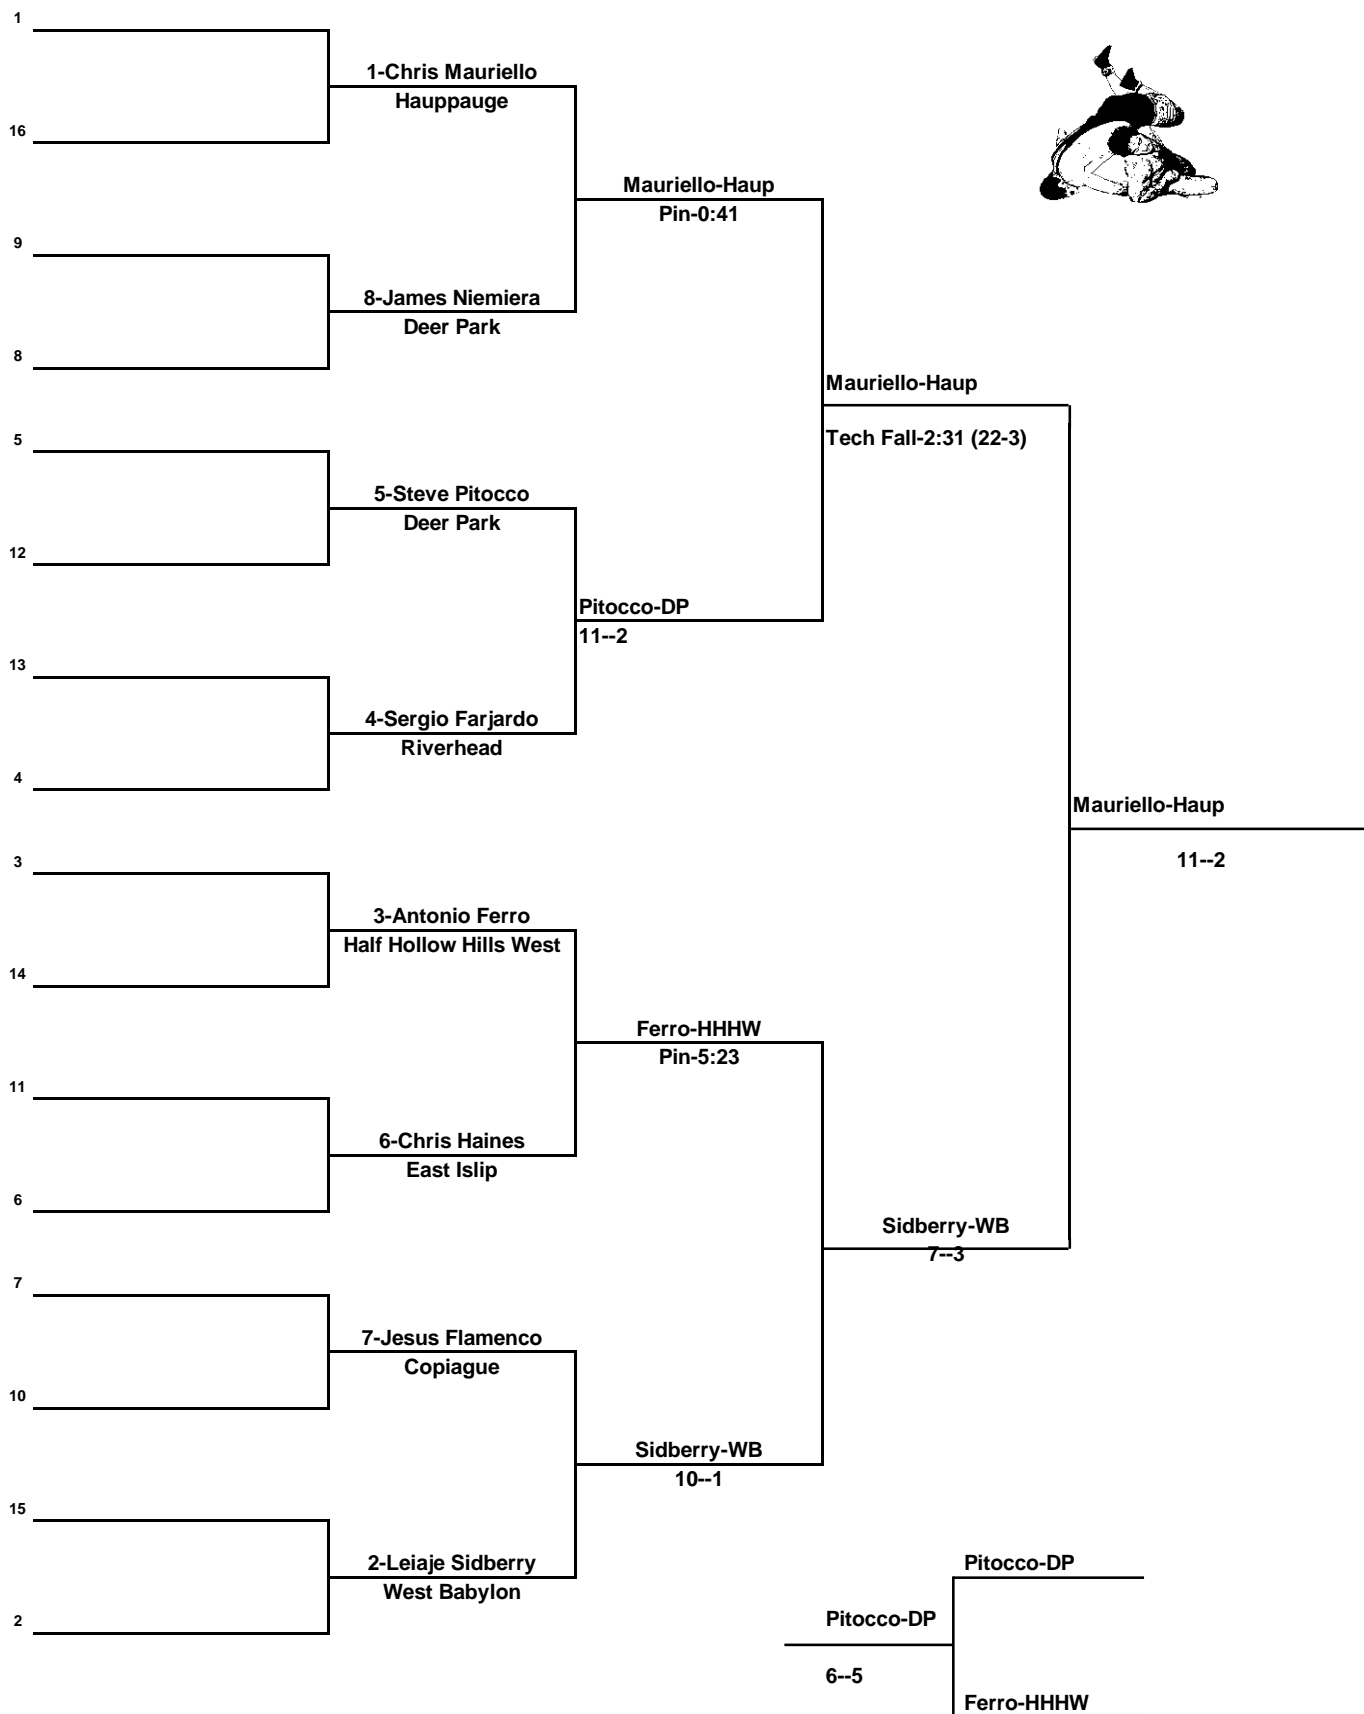 1
1-Chris Mauriello
Hauppauge
16
Mauriello-Haup
Pin-0:41
9
8-James Niemiera
Deer Park
8
Mauriello-Haup
Tech Fall-2:31 (22-3)
5
5-Steve Pitocco
Deer Park
12
Pitocco-DP
11--2
13
4-Sergio Farjardo
Riverhead
4
Mauriello-Haup
11--2
3
3-Antonio Ferro
Half Hollow Hills West
14
Ferro-HHHW
Pin-5:23
11
6-Chris Haines
East Islip
6
Sidberry-WB
7--3
7
7-Jesus Flamenco
Copiague
10
Sidberry-WB
10--1
15
2-Leiaje Sidberry
West Babylon
2
Pitocco-DP
Pitocco-DP
6--5
Ferro-HHHW